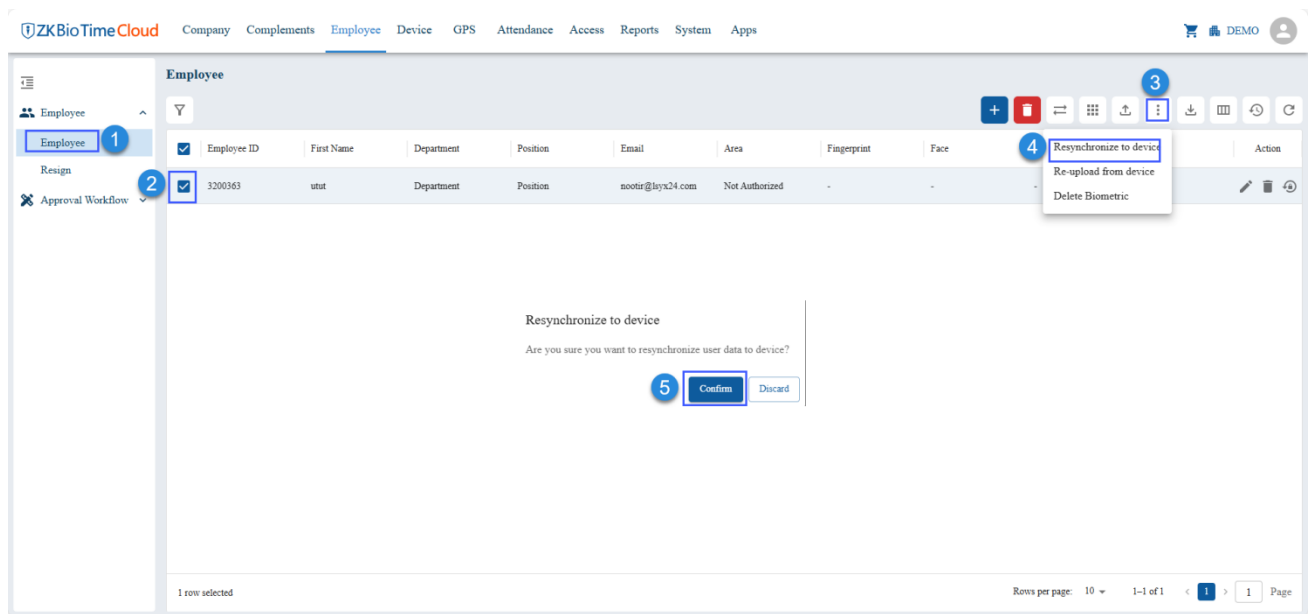 ZKBioTime Cloud Company Complements Employee Device GPS Attendance Access Reports System Apps DEMO
Employee
3
Employee
Employee 1
4 Resynchronize to device
Employee ID First Name Department Position Email Area Fingerprint Face Action
Resign
Re-upload from device
2 3200363 utut Department Position nootir@lsyx24.com Not Authorized - - -
Delete Biometric
Approval Workflow
Resynchronize to device
Are you sure you want to resynchronize user data to device?
5 Confirm Discard
1 row selected Rows per page: 10 1–1 of 1 < 1 > 1 Page